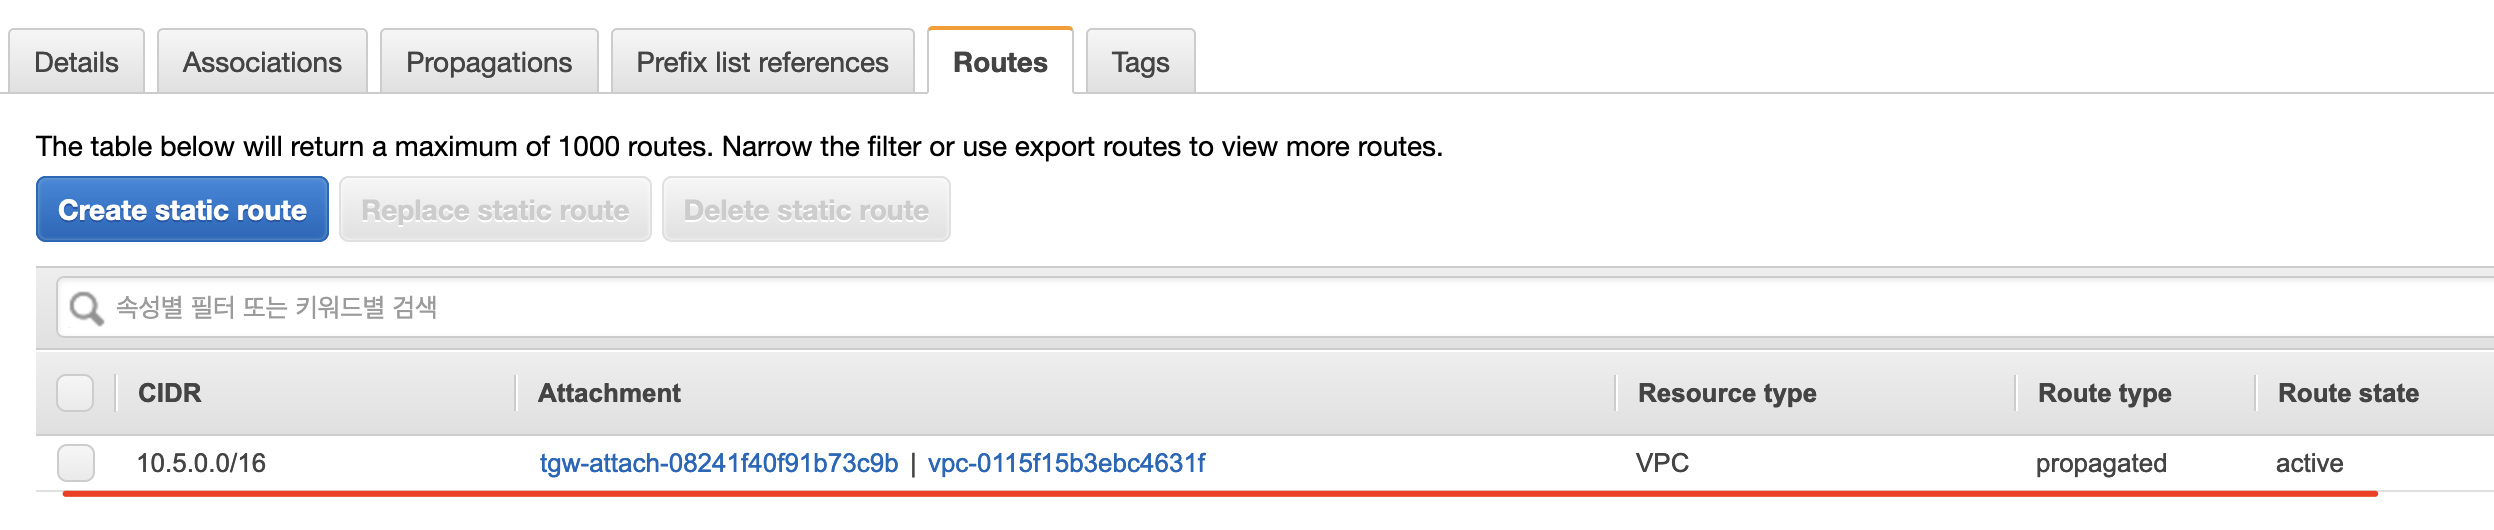 Details Associations Propagations Prefix list references Routes Tags
The table below will return a maximum of 1000 routes. Narrow the filter or use export routes to view more routes.
Create static route Replace static route Delete static route
속성별 필터 또는 키워드별 검색
CIDR Attachment Resource type Route type Route state
10.5.0.0/16 tgw-attach-08241f40f91b73c9b | vpc-0115f15b3ebc4631f VPC propagated active